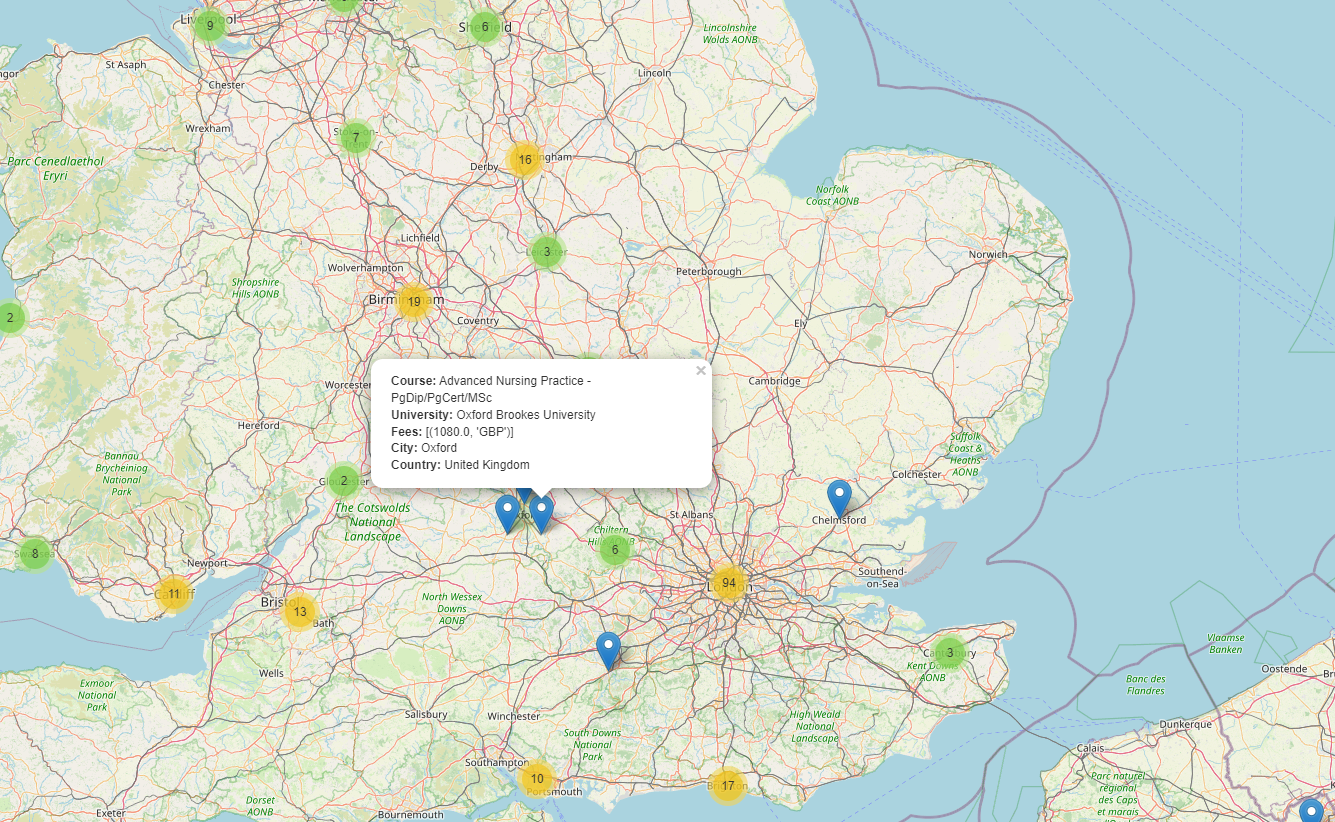 Liverpool
9
6
Lincolnshire
Wolds AONB
St Asaph
Chester
Lincoln
Wrexham
7
16
Derby
Parc Cenedlaethol
Eryri
Norfolk
Coast AONB
Lichfield
3
Norwich
Wolverhampton
Peterborough
Shropshire
Hills AONB
19
Birmingham
2
Coventry
Ely
×
Course: Advanced Nursing Practice -
PgDip/PgCert/MSc
University: Oxford Brookes University
Fees: [(1080.0, 'GBP')]
City: Oxford
Country: United Kingdom
Worcester
Cambridge
Hereford
Bannau
Brycheiniog
National
Park
Suffolk
Coast &
Heaths
AONB
Colchester
2
Gloucester
The Cotswolds
National
Landscape
St Albans
Chelmsford
Chiltern
Hills AONB
6
8
Swansea
Newport
11
Cardiff
Southend-
on-Sea
94
London
North Wessex
Downs
AONB
Bristol
13
Bath
Canterbury
3
Kent Downs
AONB
Vlaamse
Banken
Wells
Oostende
Exmoor
National
Park
Banc des
Flandres
Salisbury
Winchester
High Weald
National
Landscape
Dunkerque
South Downs
National
Park
Calais
Southampton
10
Portsmouth
17
Brighton
Parc naturel
régional
des Caps
et marais
Dorset
AONB
Exeter
Bournemouth